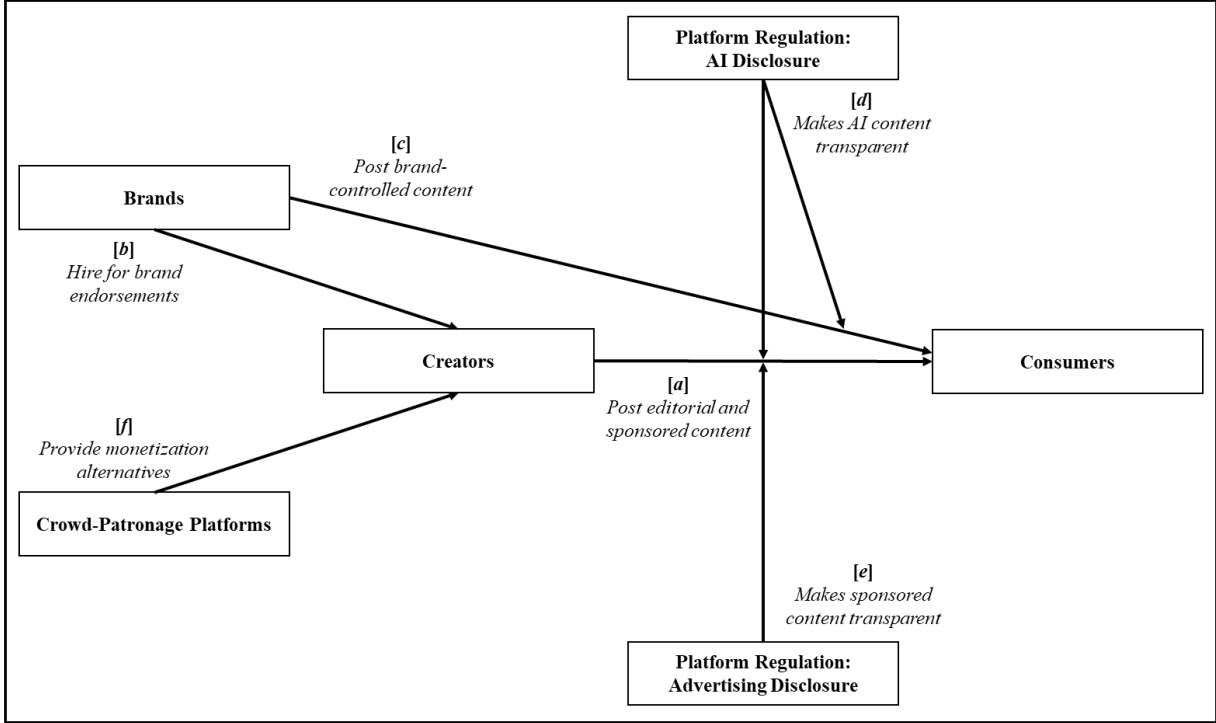 Platform Regulation:
AI Disclosure
[d]
Makes AI content
transparent
[c]
Post brand-
controlled content
Brands
[b]
Hire for brand
endorsements
Creators
Consumers
[a]
Post editorial and
sponsored content
[f]
Provide monetization
alternatives
Crowd-Patronage Platforms
[e]
Makes sponsored
content transparent
Platform Regulation:
Advertising Disclosure